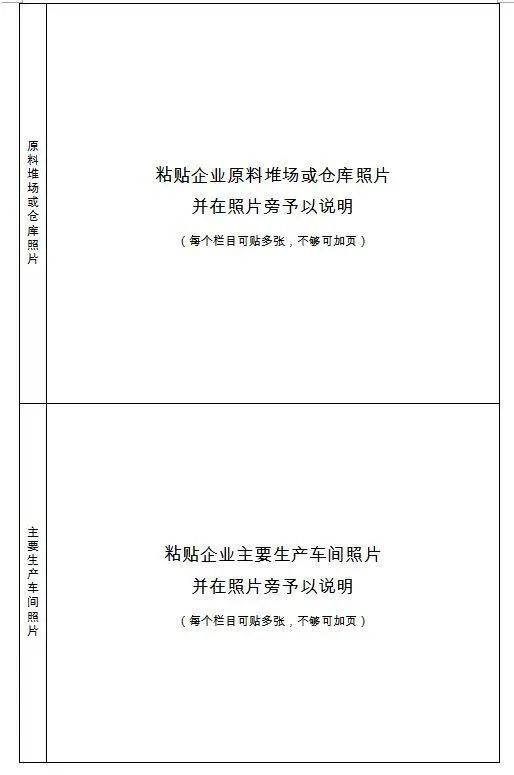 原料堆场或仓库照片
粘贴企业原料堆场或仓库照片
并在照片旁予以说明
（每个栏目可贴多张，不够可加页）
主要生产车间照片
粘贴企业主要生产车间照片
并在照片旁予以说明
（每个栏目可贴多张，不够可加页）